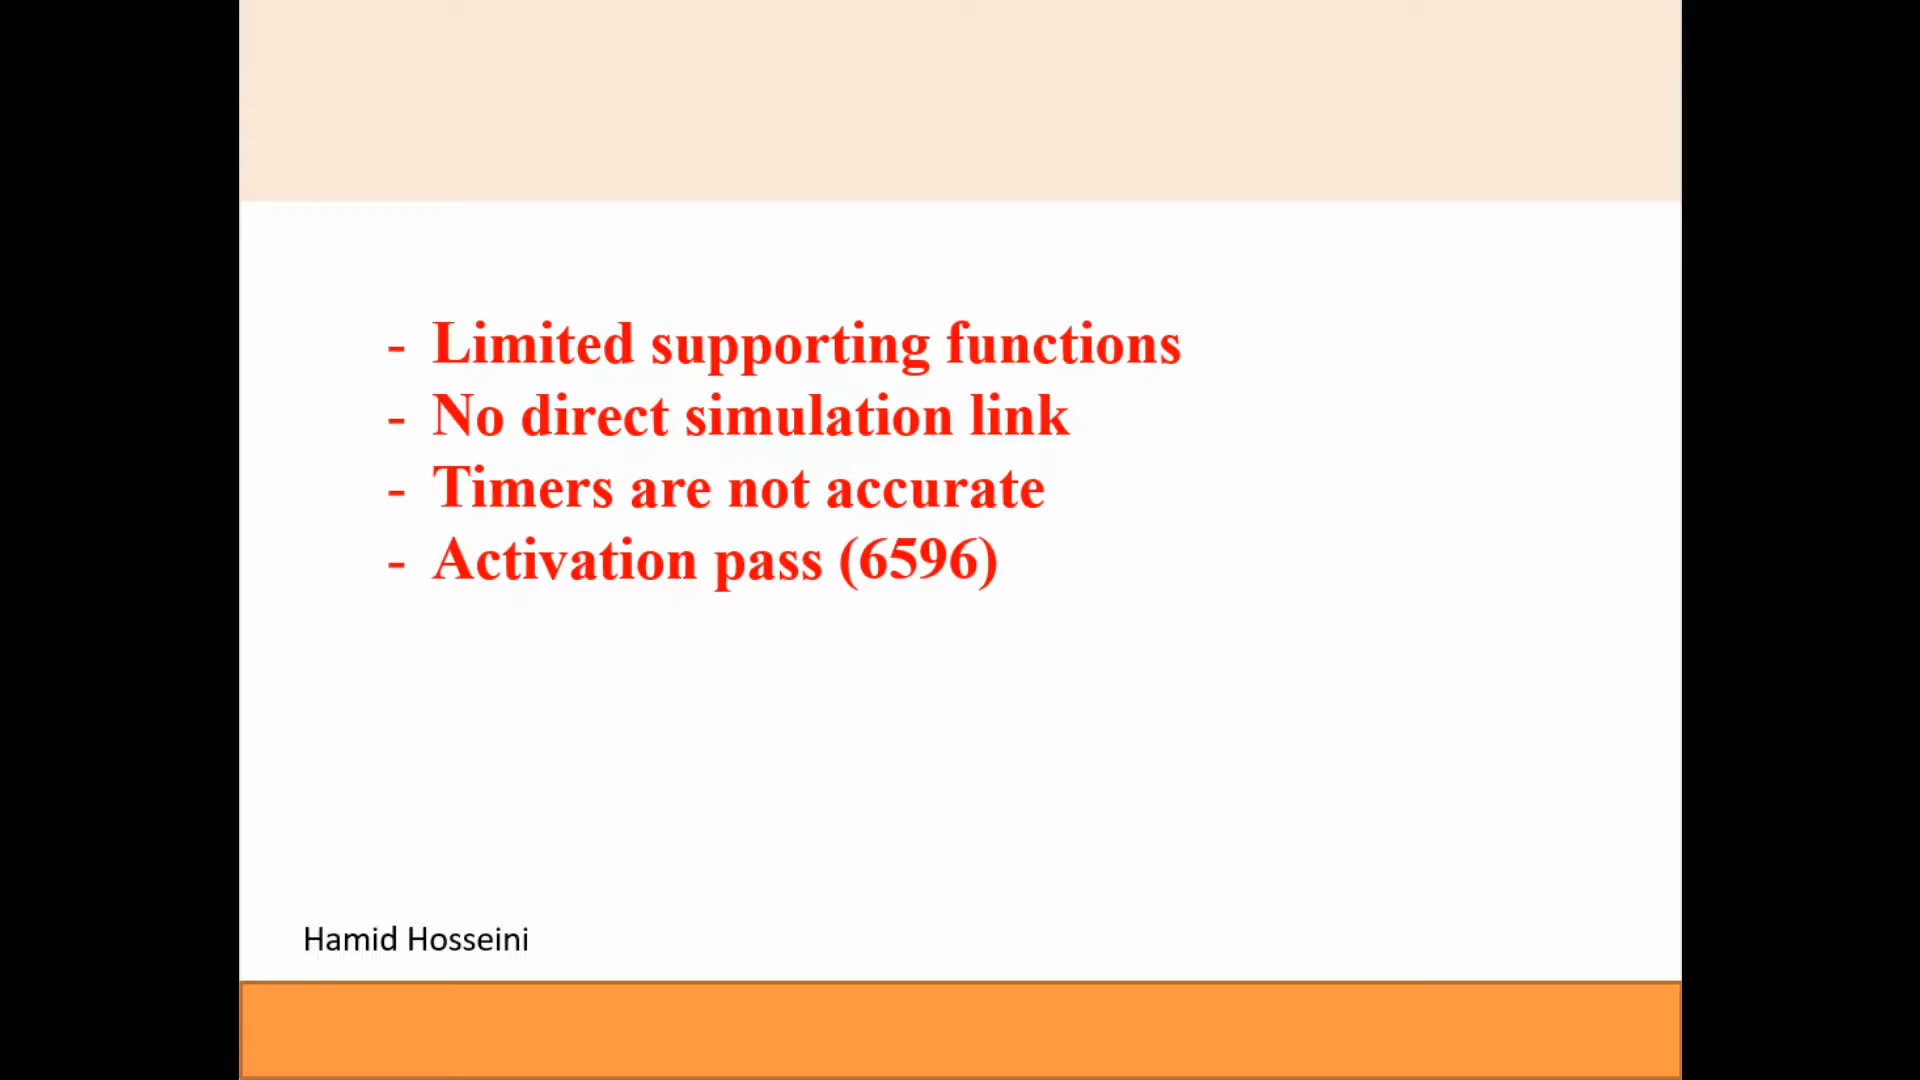 - Limited supporting functions
- No direct simulation link
- Timers are not accurate
- Activation pass (6596)
Hamid Hosseini